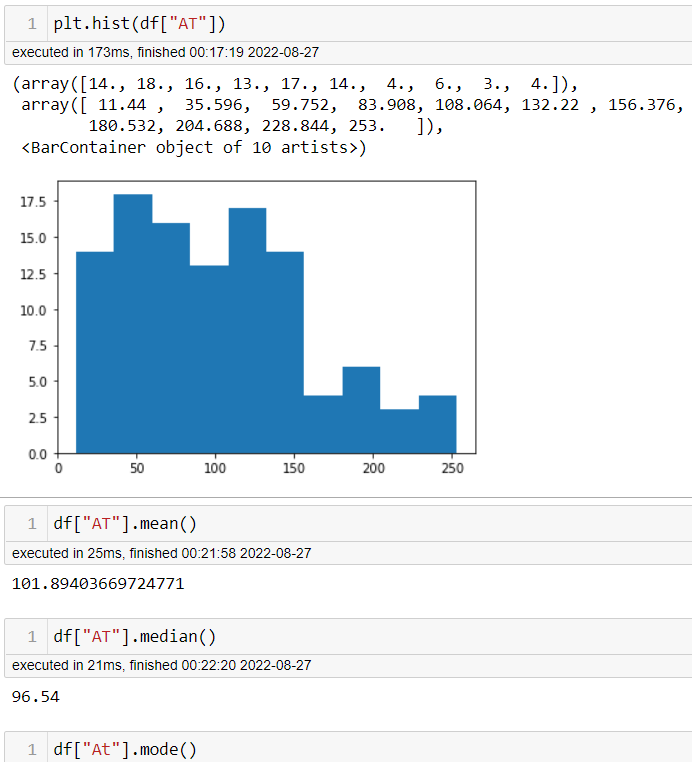 1 plt.hist(df["AT"])
executed in 173ms, finished 00:17:19 2022-08-27
(array([14., 18., 16., 13., 17., 14., 4., 6., 3., 4.]),
array([ 11.44 , 35.596, 59.752, 83.908, 108.064, 132.22 , 156.376,
180.532, 204.688, 228.844, 253. ]),
<BarContainer object of 10 artists>)
17.5
15.0
12.5
10.0
7.5
5.0
2.5
0.0
0 50 100 150 200 250
1 df["AT"].mean()
executed in 25ms, finished 00:21:58 2022-08-27
101.89403669724771
1 df["AT"].median()
executed in 21ms, finished 00:22:20 2022-08-27
96.54
1 df["At"].mode()